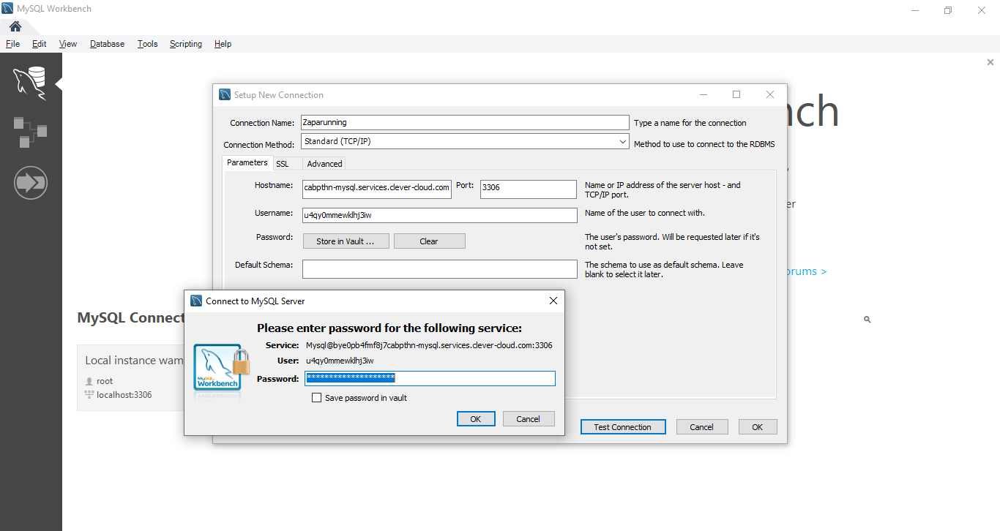 MySQL Workbench
File Edit View Database Tools Scripting Help
Setup New Connection
nch
Connection Name: Zaparunning Type a name for the connection
Connection Method: Standard (TCP/IP) Method to use to connect to the RDBMS
Parameters SSL Advanced
Hostname: cabpthn-mysql.services.clever-cloud.com Port: 3306 Name or IP address of the server host - and
TCP/IP port.
er
Username: u4qy0mmewklhj3iw Name of the user to connect with.
Password: Store in Vault ... Clear The user's password. Will be requested later if it's
not set.
Default Schema: The schema to use as default schema. Leave
blank to select it later.
orums >
Connect to MySQL Server
MySQL Connect
Please enter password for the following service:
Service: Mysql@bye0pb4fmf8j7cabpthn-mysql.services.clever-cloud.com:3306
User: u4qy0mmewklhj3iw
Password: ********************
MySQL
Workbench
Save password in vault
OK Cancel
Local instance wam
root
localhost:3306
Test Connection Cancel OK